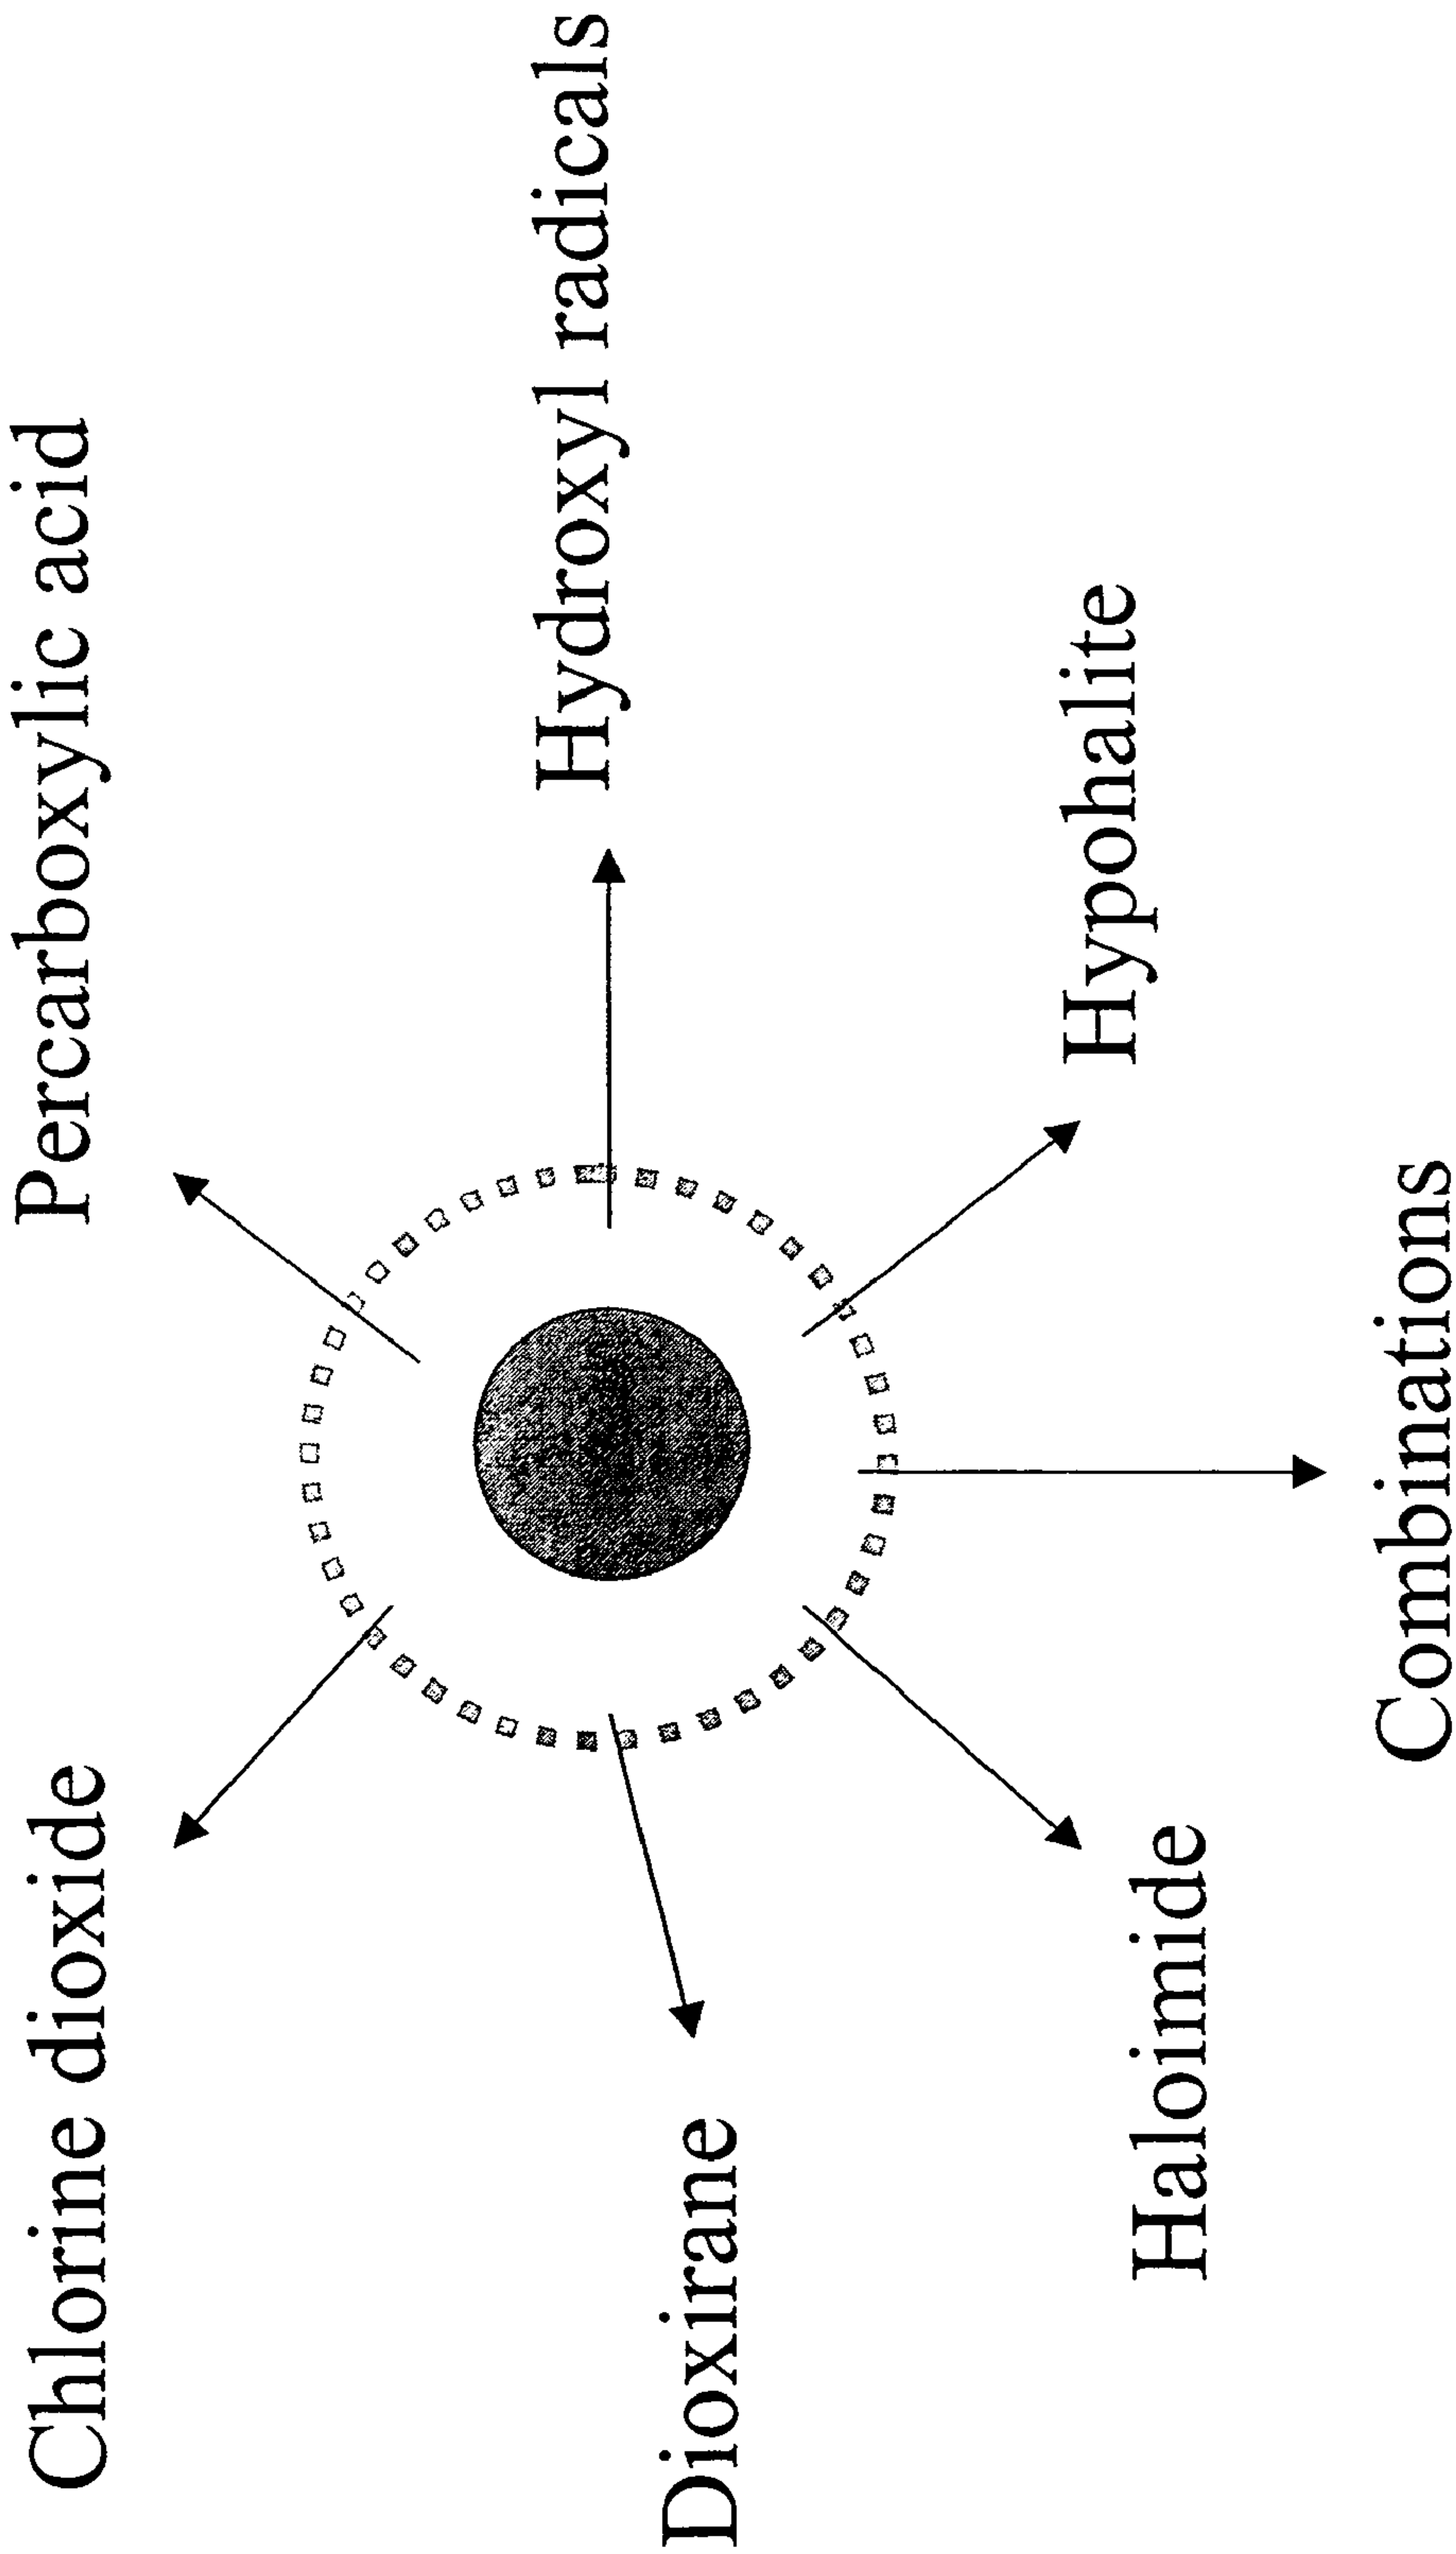 Chlorine dioxide
Percarboxylic acid
Hydroxyl radicals
Dioxirane
Hypohalite
Haloimide
Combinations